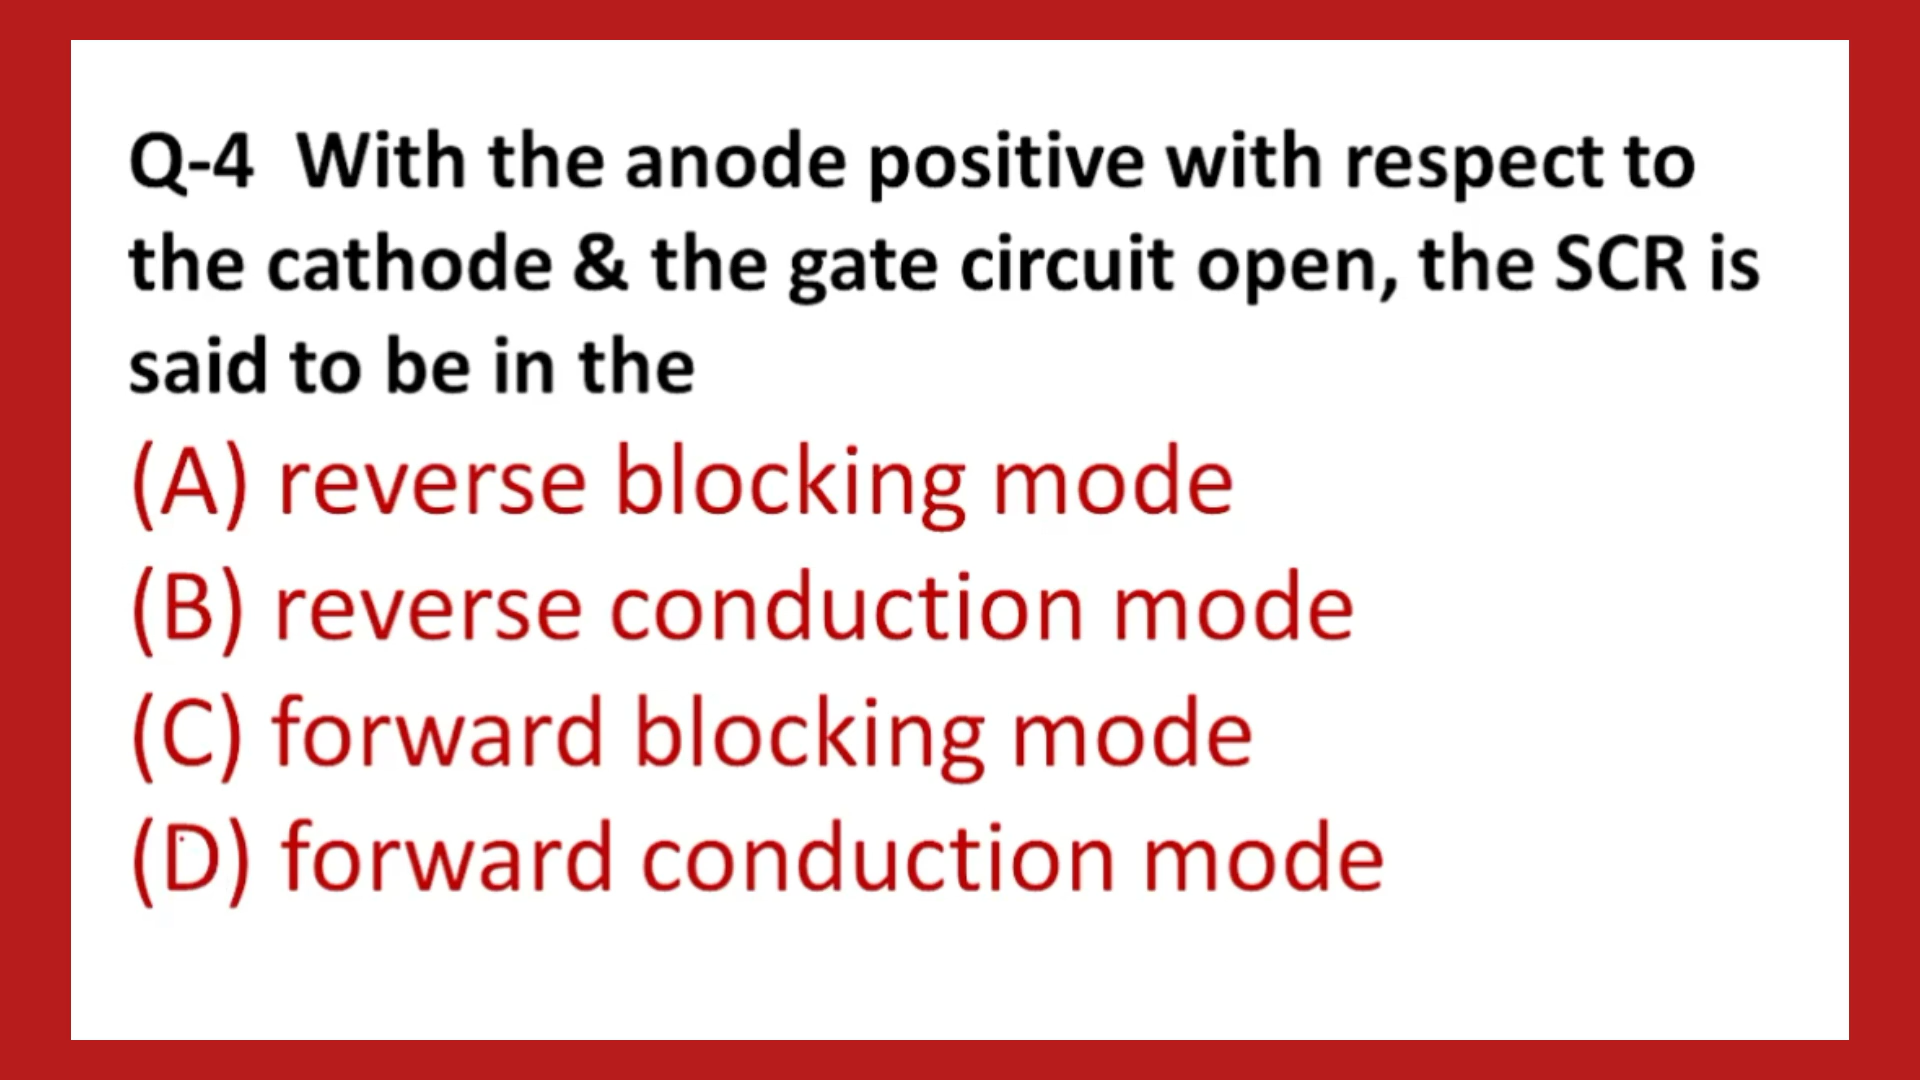 Q-4 With the anode positive with respect to
the cathode & the gate circuit open, the SCR is
said to be in the
(A) reverse blocking mode
(B) reverse conduction mode
(C) forward blocking mode
(D) forward conduction mode